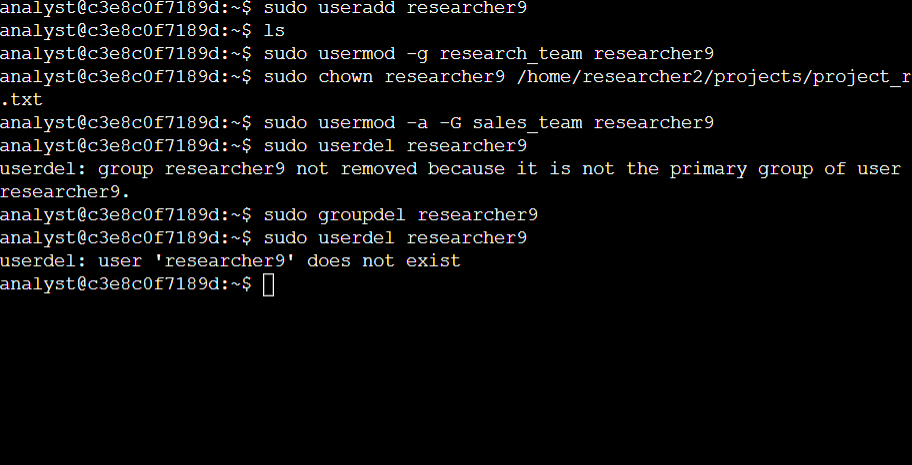 analyst@c3e8c0f7189d:~$ sudo useradd researcher9
analyst@c3e8c0f7189d:~$ ls
analyst@c3e8c0f7189d:~$ sudo usermod -g research_team researcher9
analyst@c3e8c0f7189d:~$ sudo chown researcher9 /home/researcher2/projects/project_r
.txt
analyst@c3e8c0f7189d:~$ sudo usermod -a -G sales_team researcher9
analyst@c3e8c0f7189d:~$ sudo userdel researcher9
userdel: group researcher9 not removed because it is not the primary group of user
researcher9.
analyst@c3e8c0f7189d:~$ sudo groupdel researcher9
analyst@c3e8c0f7189d:~$ sudo userdel researcher9
userdel: user 'researcher9' does not exist
analyst@c3e8c0f7189d:~$